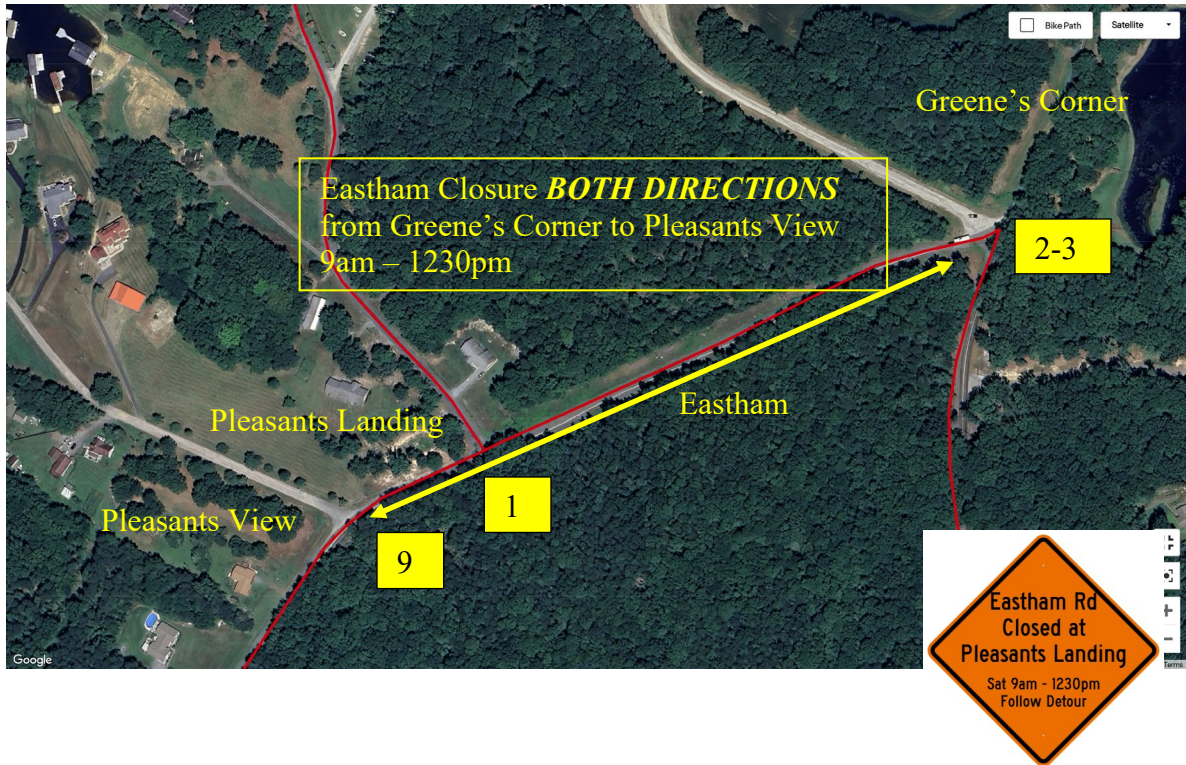 Bike Path
Satellite
Greene’s Corner
Eastham Closure BOTH DIRECTIONS
from Greene’s Corner to Pleasants View
9am – 1230pm
2-3
Eastham
Pleasants Landing
1
Pleasants View
9
Eastham Rd
Closed at
Pleasants Landing
Sat 9am - 1230pm
Follow Detour
+
−
Google
Terms